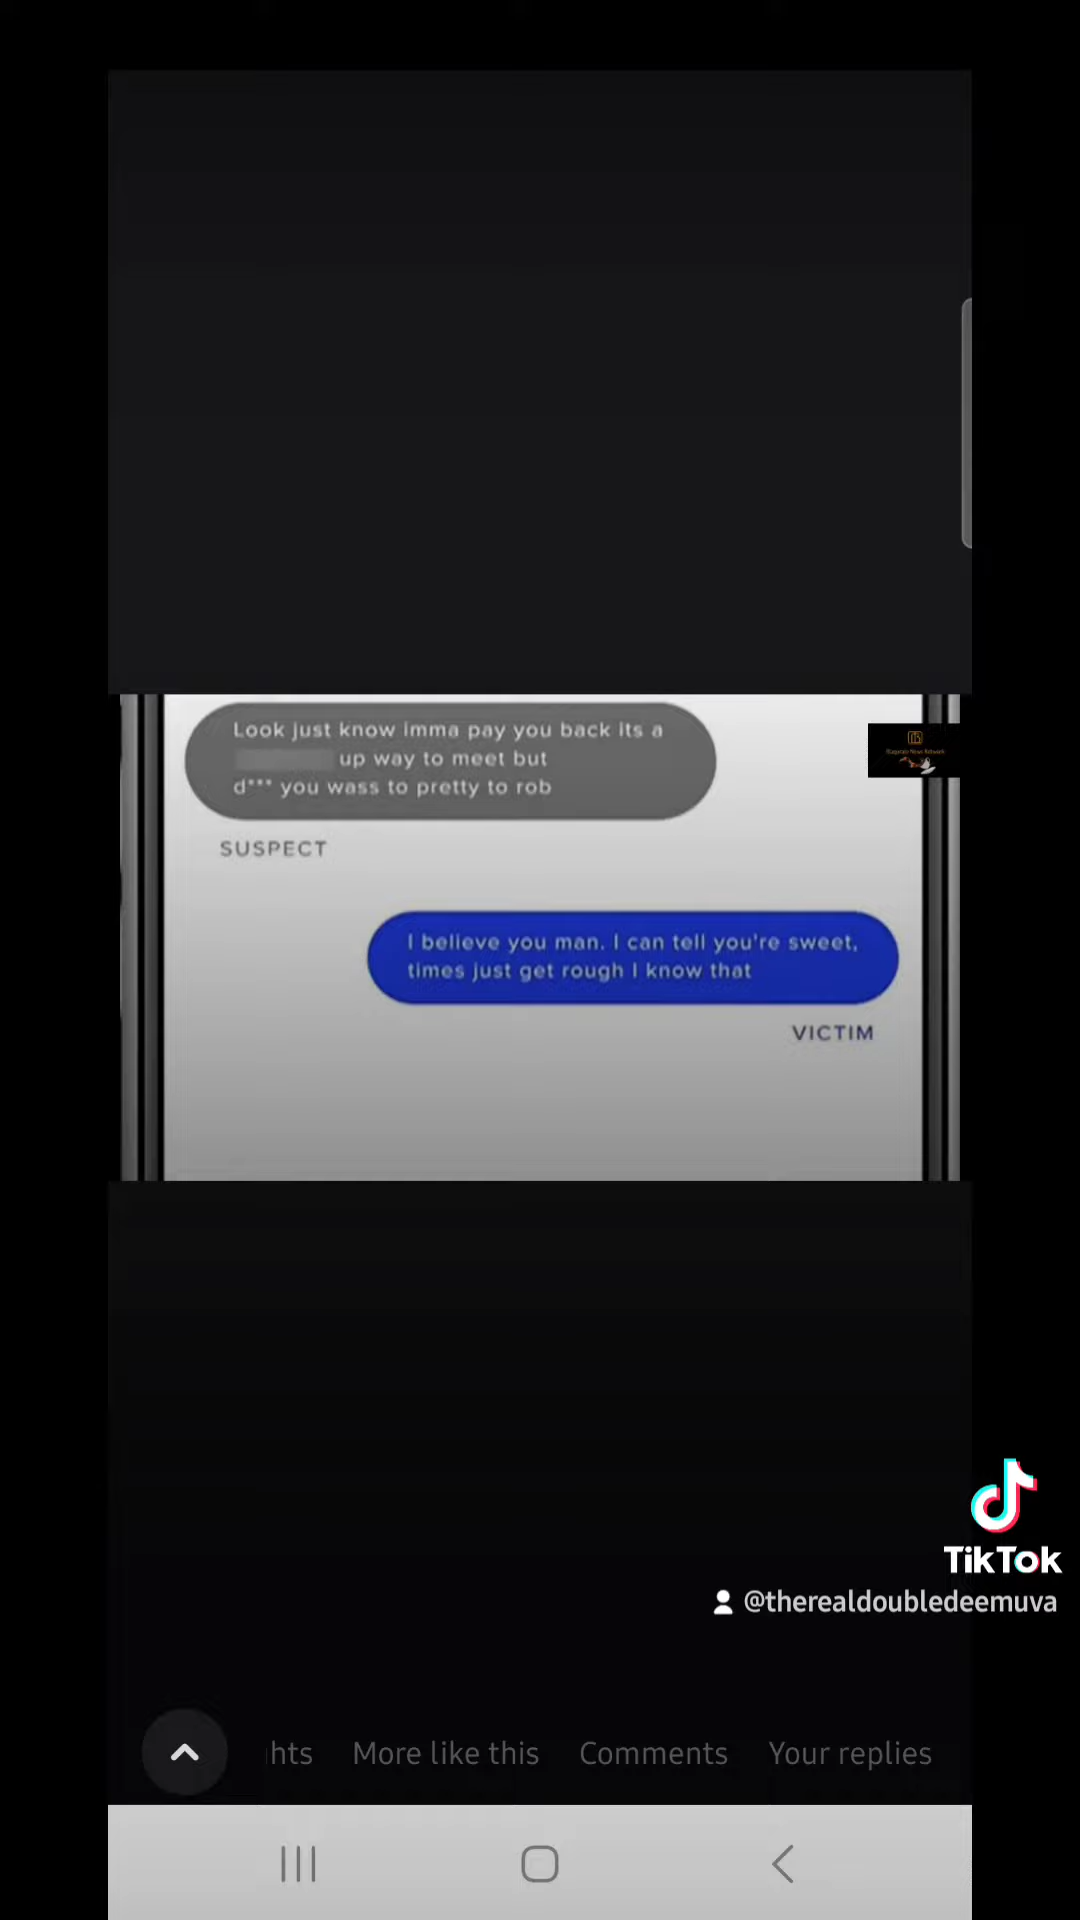 Look just know imma pay you back its a
up way to meet but
d*** you wass to pretty to rob
SUSPECT
I believe you man. I can tell you're sweet,
times just get rough I know that
VICTIM
TikTok
@therealdoubledeemuva
hts More like this Comments Your replies